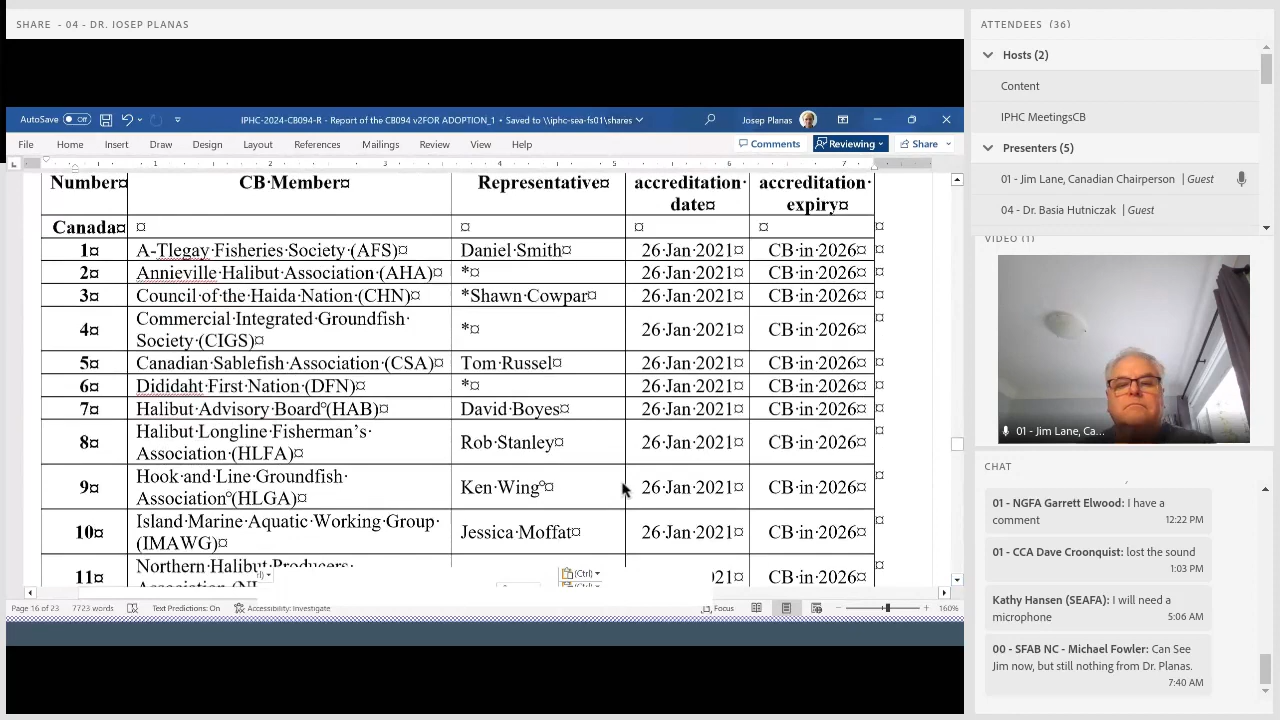 SHARE - 04 - DR. JOSEP PLANAS
AutoSave Off IPHC-2024-CB094-R - Report of the CB094 v2FOR ADOPTION_1 • Saved to \\iphc-sea-fs01\shares Josep Planas
File Home Insert Draw Design Layout References Mailings Review View Help Comments Reviewing Share
2 3 4 5 6 7
Number¤ CB·Member¤ Representative¤ accreditation· date¤ accreditation· expiry¤
Canada¤ ¤ ¤ ¤ ¤ ¤
1¤ A-Tlegay·Fisheries·Society·(AFS)¤ Daniel·Smith¤ 26·Jan·2021¤ CB·in·2026¤ ¤
2¤ Annieville·Halibut·Association·(AHA)¤ *¤ 26·Jan·2021¤ CB·in·2026¤ ¤
3¤ Council·of·the·Haida·Nation·(CHN)¤ *Shawn·Cowpar¤ 26·Jan·2021¤ CB·in·2026¤ ¤
Commercial·Integrated·Groundfish·
4¤ Society·(CIGS)¤ *¤ 26·Jan·2021¤ CB·in·2026¤ ¤
5¤ Canadian·Sablefish·Association·(CSA)¤ Tom·Russel¤ 26·Jan·2021¤ CB·in·2026¤ ¤
6¤ Dididaht·First·Nation·(DFN)¤ *¤ 26·Jan·2021¤ CB·in·2026¤ ¤
7¤ Halibut·Advisory·Board°(HAB)¤ David·Boyes¤ 26·Jan·2021¤ CB·in·2026¤ ¤
Halibut·Longline·Fisherman's·
8¤ Association·(HLFA)¤ Rob·Stanley¤ 26·Jan·2021¤ CB·in·2026¤ ¤
Hook·and·Line·Groundfish·
9¤ Association°(HLGA)¤ Ken·Wing°¤ 26·Jan·2021¤ CB·in·2026¤ ¤
Island·Marine·Aquatic·Working·Group·
10¤ (IMAWG)¤ Jessica·Moffat¤ 26·Jan·2021¤ CB·in·2026¤ ¤
Northern·Halibut·Producers·
11¤ 021¤ CB·in·2026¤ ¤
(Ctrl)
Page 16 of 23 7723 words Text Predictions: On Accessibility: Investigate Focus 160%
ATTENDEES (36)
Hosts (2)
Content
IPHC MeetingsCB
Presenters (5)
01 - Jim Lane, Canadian Chairperson | Guest
04 - Dr. Basia Hutniczak | Guest
VIDEO (1)
01 - Jim Lane, Ca...
CHAT
01 - NGFA Garrett Elwood: I have a
comment 12:22 PM
01 - CCA Dave Croonquist: lost the sound
1:03 PM
Kathy Hansen (SEAFA): I will need a
microphone 5:06 AM
00 - SFAB NC - Michael Fowler: Can See
Jim now, but still nothing from Dr. Planas.
7:40 AM